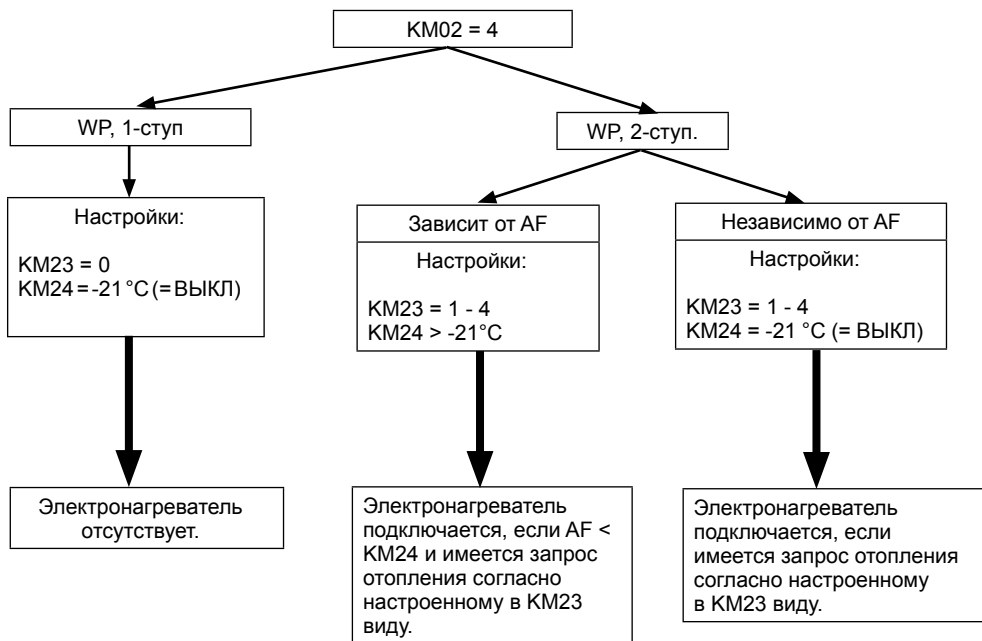 KM02 = 4
WP, 1-ступ
WP, 2-ступ.
Настройки:
KM23 = 0
KM24 = -21 °C (= ВЫКЛ)
Зависит от AF
Настройки:
KM23 = 1 - 4
KM24 > -21°C
Независимо от AF
Настройки:
KM23 = 1 - 4
KM24 = -21 °C (= ВЫКЛ)
Электронагреватель
отсутствует.
Электронагреватель
подключается, если AF <
KM24 и имеется запрос
отопления согласно
настроенному в KM23
виду.
Электронагреватель
подключается, если
имеется запрос отопления
согласно настроенному
в KM23 виду.